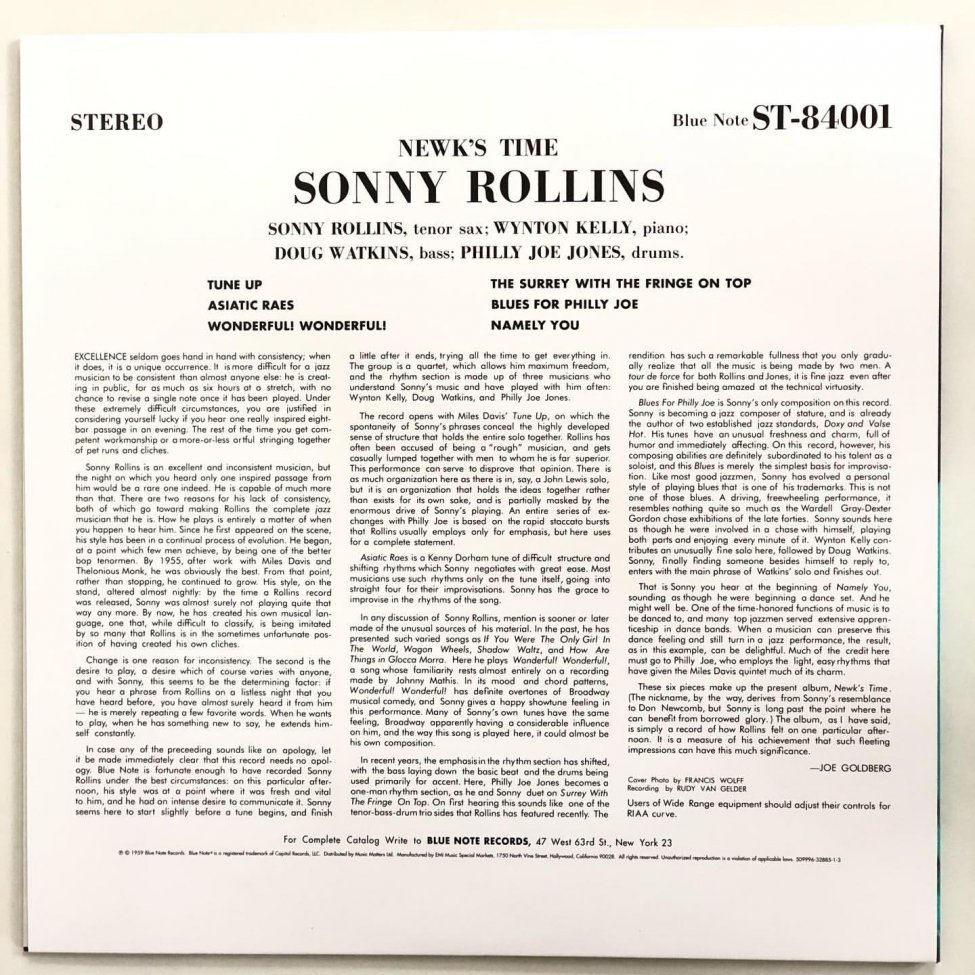 STEREO
Blue Note ST-84001
NEWK'S TIME
SONNY ROLLINS
SONNY ROLLINS, tenor sax; WYNTON KELLY, piano;
DOUG WATKINS, bass; PHILLY JOE JONES, drums.
TUNE UP
ASIATIC RAES
WONDERFUL! WONDERFUL!
THE SURREY WITH THE FRINGE ON TOP
BLUES FOR PHILLY JOE
NAMELY YOU
EXCELLENCE seldom goes hand in hand with consistency; when
it does, it is a unique occurrence. It is more difficult for a jazz
musician to be consistent than almost anyone else: he is creat-
ing in public, for as much as six hours at a stretch, with no
chance to revise a single note once it has been played. Under
these extremely difficult circumstances, you are justified in
considering yourself lucky if you hear one really inspired eight-
bar passage in an evening. The rest of the time you get com-
petent workmanship or a more-or-less artful stringing together
of pet runs and cliches.
Sonny Rollins is an excellent and inconsistent musician, but
the night on which you heard only one inspired passage from
him would be a rare one indeed. He is capable of much more
than that. There are two reasons for his lack of consistency,
both of which go toward making Rollins the complete jazz
musician that he is. How he plays is entirely a matter of when
you happen to hear him. Since he first appeared on the scene,
his style has been in a continual process of evolution. He began,
at a point which few men achieve, by being one of the better
bop tenormen. By 1955, after work with Miles Davis and
Thelonious Monk, he was obviously the best. From that point,
rather than stopping, he continued to grow. His style, on the
stand, altered almost nightly: by the time a Rollins record
was released, Sonny was almost surely not playing quite that
way any more. By now, he has created his own musical lan-
guage, one that, while difficult to classify, is being imitated
by so many that Rollins is in the sometimes unfortunate pos-
ition of having created his own cliches.
Change is one reason for inconsistency. The second is the
desire to play, a desire which of course varies with anyone,
and with Sonny, this seems to be the determining factor: if
you hear a phrase from Rollins on a listless night that you
have heard before, you have almost surely heard it from him
— he is merely repeating a few favorite words. When he wants
to play, when he has something new to say, he extends him-
self constantly.
In case any of the preceeding sounds like an apology, let
it be made immediately clear that this record needs no apol-
ogy. Blue Note is fortunate enough to have recorded Sonny
Rollins under the best circumstances: on this particular after-
noon, his style was at a point where it was fresh and vital
to him, and he had an intense desire to communicate it. Sonny
seems here to start slightly before a tune begins, and finish
a little after it ends, trying all the time to get everything in.
The group is a quartet, which allows him maximum freedom,
and the rhythm section is made up of three musicians who
understand Sonny's music and have played with him often:
Wynton Kelly, Doug Watkins, and Philly Joe Jones.
The record opens with Miles Davis' Tune Up, on which the
spontaneity of Sonny's phrases conceal the highly developed
sense of structure that holds the entire solo together. Rollins has
often been accused of being a "rough" musician, and gets
casually lumped together with men to whom he is far superior.
This performance can serve to disprove that opinion. There is
as much organization here as there is in, say, a John Lewis solo,
but it is an organization that holds the ideas together rather
than exists for its own sake, and is partially masked by the
enormous drive of Sonny's playing. An entire series of ex-
changes with Philly Joe is based on the rapid staccato bursts
that Rollins usually employs only for emphasis, but here uses
for a complete statement.
Asiatic Raes is a Kenny Dorham tune of difficult structure and
shifting rhythms which Sonny negotiates with great ease. Most
musicians use such rhythms only on the tune itself, going into
straight four for their improvisations. Sonny has the grace to
improvise in the rhythms of the song.
In any discussion of Sonny Rollins, mention is sooner or later
made of the unusual sources of his material. In the past, he has
presented such varied songs as If You Were The Only Girl In
The World, Wagon Wheels, Shadow Waltz, and How Are
Things in Glocca Morra. Here he plays Wonderful! Wonderful!,
a song whose familiarity rests almost entirely on a recording
made by Johnny Mathis. In its mood and chord patterns,
Wonderful! Wonderful! has definite overtones of Broadway
musical comedy, and Sonny gives a happy showtune feeling in
this performance. Many of Sonny's own tunes have the same
feeling, Broadway apparently having a considerable influence
on him, and the way this song is played here, it could almost be
his own composition.
In recent years, the emphasis in the rhythm section has shifted,
with the bass laying down the basic beat and the drums being
used primarily for accent. Here, Philly Joe Jones becomes a
one-man rhythm section, as he and Sonny duet on Surrey With
The Fringe On Top. On first hearing this sounds like one of the
tenor-bass-drum trio sides that Rollins has featured recently. The
rendition has such a remarkable fullness that you only gradu-
ally realize that all the music is being made by two men. A
tour de force for both Rollins and Jones, it is fine jazz even after
you are finished being amazed at the technical virtuosity.
Blues For Philly Joe is Sonny's only composition on this record.
Sonny is becoming a jazz composer of stature, and is already
the author of two established jazz standards, Doxy and Valse
Hot. His tunes have an unusual freshness and charm, full of
humor and immediately affecting. On this record, however, his
composing abilities are definitely subordinated to his talent as a
soloist, and this Blues is merely the simplest basis for improvisa-
tion. Like most good jazzmen, Sonny has evolved a personal
style of playing blues that is one of his trademarks. This is not
one of those blues. A driving, freewheeling performance, it
resembles nothing quite so much as the Wardell Gray-Dexter
Gordon chase exhibitions of the late forties. Sonny sounds here
as though he were involved in a chase with himself, playing
both parts and enjoying every minute of it. Wynton Kelly con-
tributes an unusually fine solo here, followed by Doug Watkins.
Sonny, finally finding someone besides himself to reply to,
enters with the main phrase of Watkins' solo and finishes out.
That is Sonny you hear at the beginning of Namely You,
sounding as though he were beginning a dance set. And he
might well be. One of the time-honored functions of music is to
be danced to, and many top jazzmen served extensive appren-
ticeship in dance bands. When a musician can preserve this
dance feeling and still turn in a jazz performance, the result,
as in this example, can be delightful. Much of the credit here
must go to Philly Joe, who employs the light, easy rhythms that
have given the Miles Davis quintet much of its charm.
These six pieces make up the present album, Newk's Time.
(The nickname, by the way, derives from Sonny's resemblance
to Don Newcomb, but Sonny is long past the point where he
can benefit from borrowed glory.) The album, as I have said,
is simply a record of how Rollins felt on one particular after-
noon. It is a measure of his achievement that such fleeting
impressions can have this much significance.
—JOE GOLDBERG
Cover Photo by FRANCIS WOLFF
Recording by RUDY VAN GELDER
Users of Wide Range equipment should adjust their controls for
RIAA curve.
For Complete Catalog Write to BLUE NOTE RECORDS, 47 West 63rd St., New York 23
℗ © 1959 Blue Note Records. Blue Note® is a registered trademark of Capitol Records, LLC. Distributed by Music Matters Ltd. Manufactured by EMI Music Special Markets, 1750 North Vine Street, Hollywood, California 90028. All rights reserved. Unauthorized reproduction is a violation of applicable laws. 509996-32885-1-3